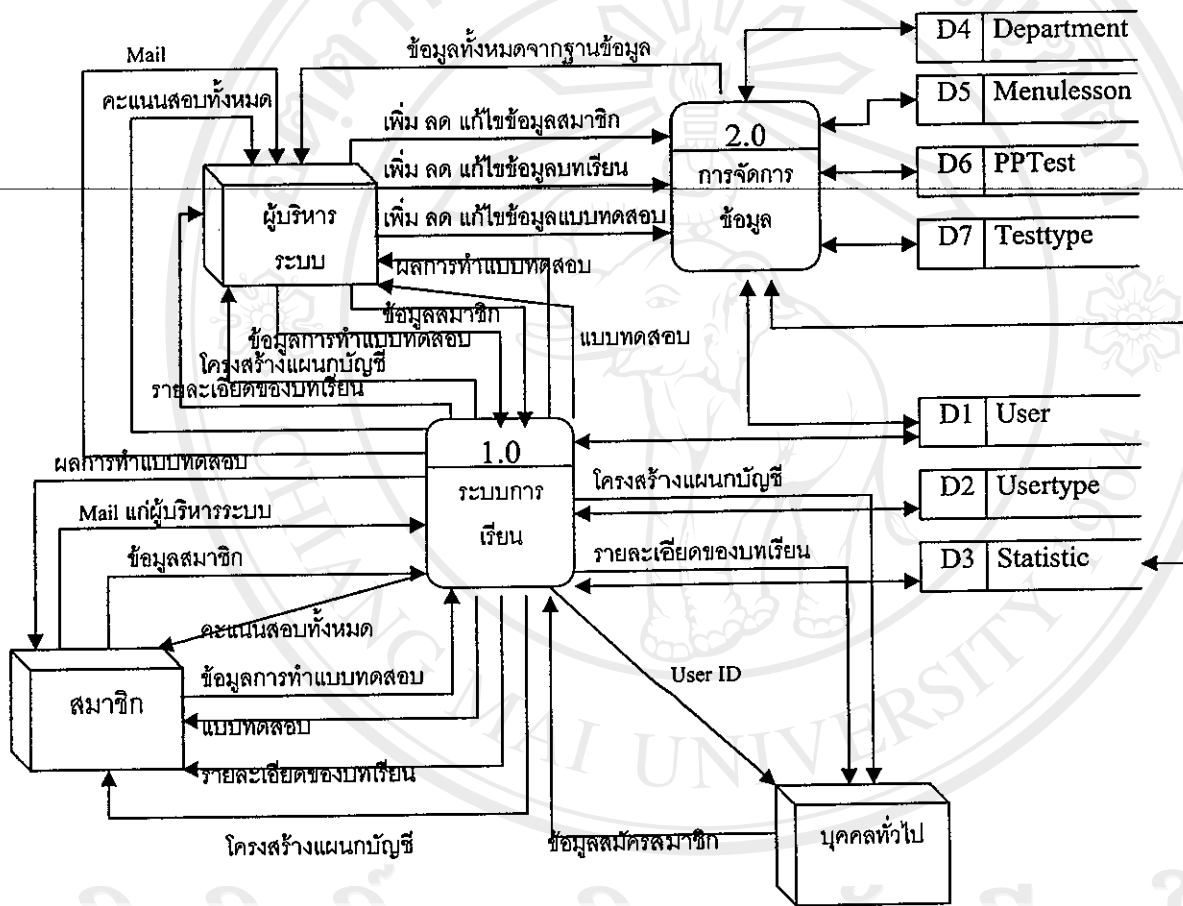 Mail
ข้อมูลทั้งหมดจากฐานข้อมูล
D4 Department
คะแนนสอบทั้งหมด
D5 Menulesson
เพิ่ม ลด แก้ไขข้อมูลสมาชิก
2.0
เพิ่ม ลด แก้ไขข้อมูลบทเรียน
การจัดการ
ข้อมูล
D6 PPTest
ผู้บริหาร
ระบบ
เพิ่ม ลด แก้ไขข้อมูลแบบทดสอบ
D7 Testtype
ผลการทำแบบทดสอบ
ข้อมูลสมาชิก
ข้อมูลการทำแบบทดสอบ
แบบทดสอบ
โครงสร้างแผนกบัญชี
รายละเอียดของบทเรียน
D1 User
1.0
ระบบการ
เรียน
ผลการทำแบบทดสอบ
โครงสร้างแผนกบัญชี
D2 Usertype
Mail แก่ผู้บริหารระบบ
รายละเอียดของบทเรียน
D3 Statistic
ข้อมูลสมาชิก
คะแนนสอบทั้งหมด
สมาชิก
ข้อมูลการทำแบบทดสอบ
User ID
แบบทดสอบ
รายละเอียดของบทเรียน
โครงสร้างแผนกบัญชี
ข้อมูลสมัครสมาชิก
บุคคลทั่วไป
CHIANG MAI UNIVERSITY 1964